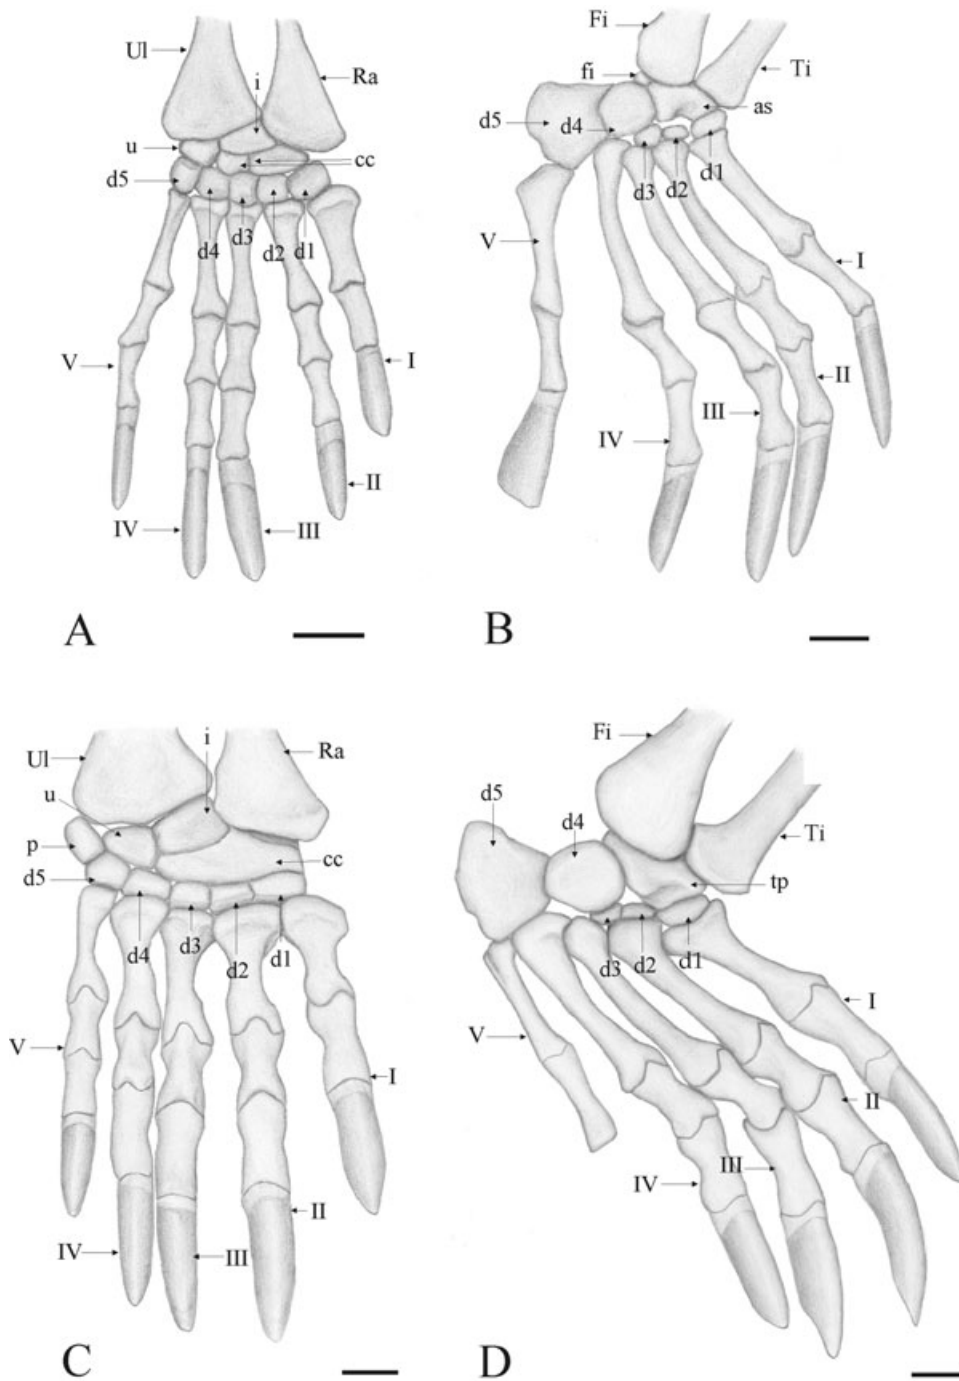 Ul
i
Ra
u
cc
d5
d4
d3
d2
d1
V
I
II
IV
III
A
Fi
fi
Ti
d5
d4
as
d3
d2
d1
V
I
II
III
IV
B
i
Ul
Ra
u
p
cc
d5
d4
d3
d2
d1
V
I
II
IV
III
C
Fi
d5
d4
Ti
tp
d3
d2
d1
V
I
II
III
IV
D